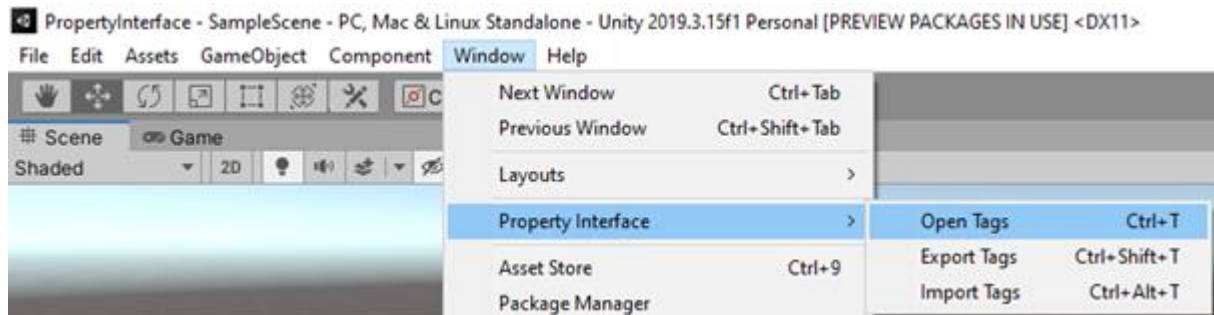 PropertyInterface - SampleScene - PC, Mac & Linux Standalone - Unity 2019.3.15f1 Personal [PREVIEW PACKAGES IN USE] <DX11>
File Edit Assets GameObject Component Window Help
Next Window Ctrl+Tab
Previous Window Ctrl+Shift+Tab
Scene Game
Shaded 2D
Layouts
Property Interface
Open Tags Ctrl+T
Export Tags Ctrl+Shift+T
Import Tags Ctrl+Alt+T
Asset Store Ctrl+9
Package Manager